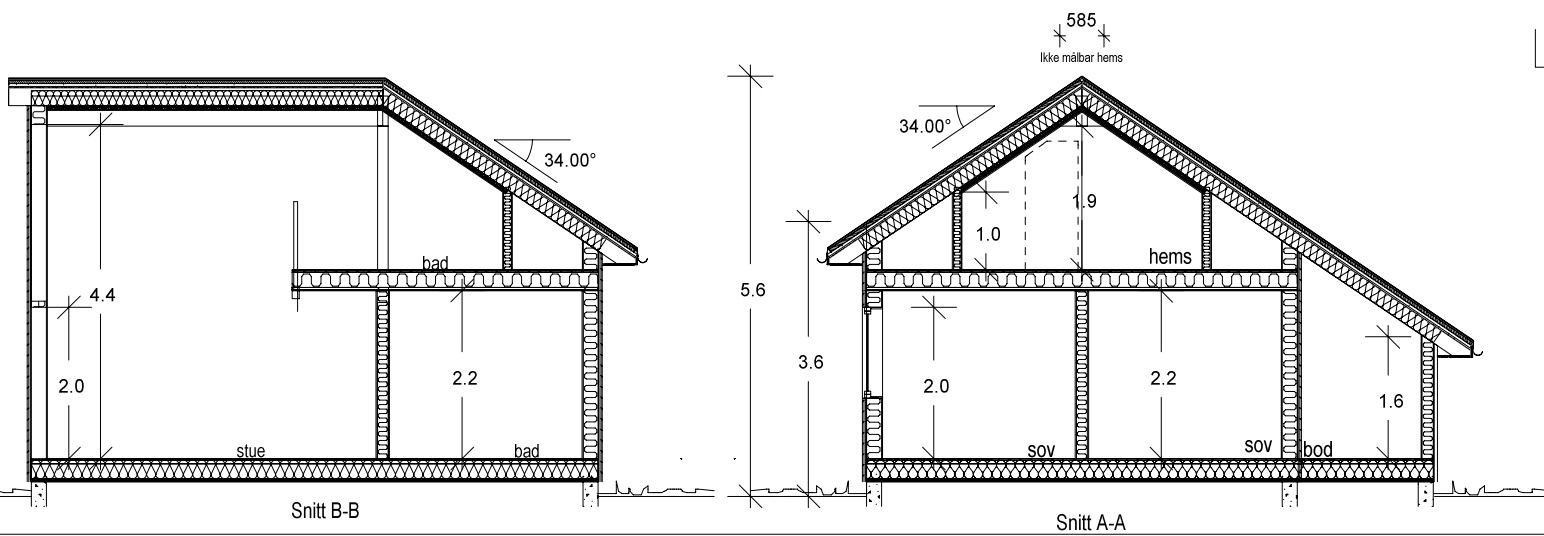 585
Ikke målbar hems
34.00°
34.00°
1.9
1.0
bad
hems
4.4
5.6
3.6
2.0
2.2
2.0
2.2
1.6
stue
bad
sov
sov
bod
Snitt B-B
Snitt A-A